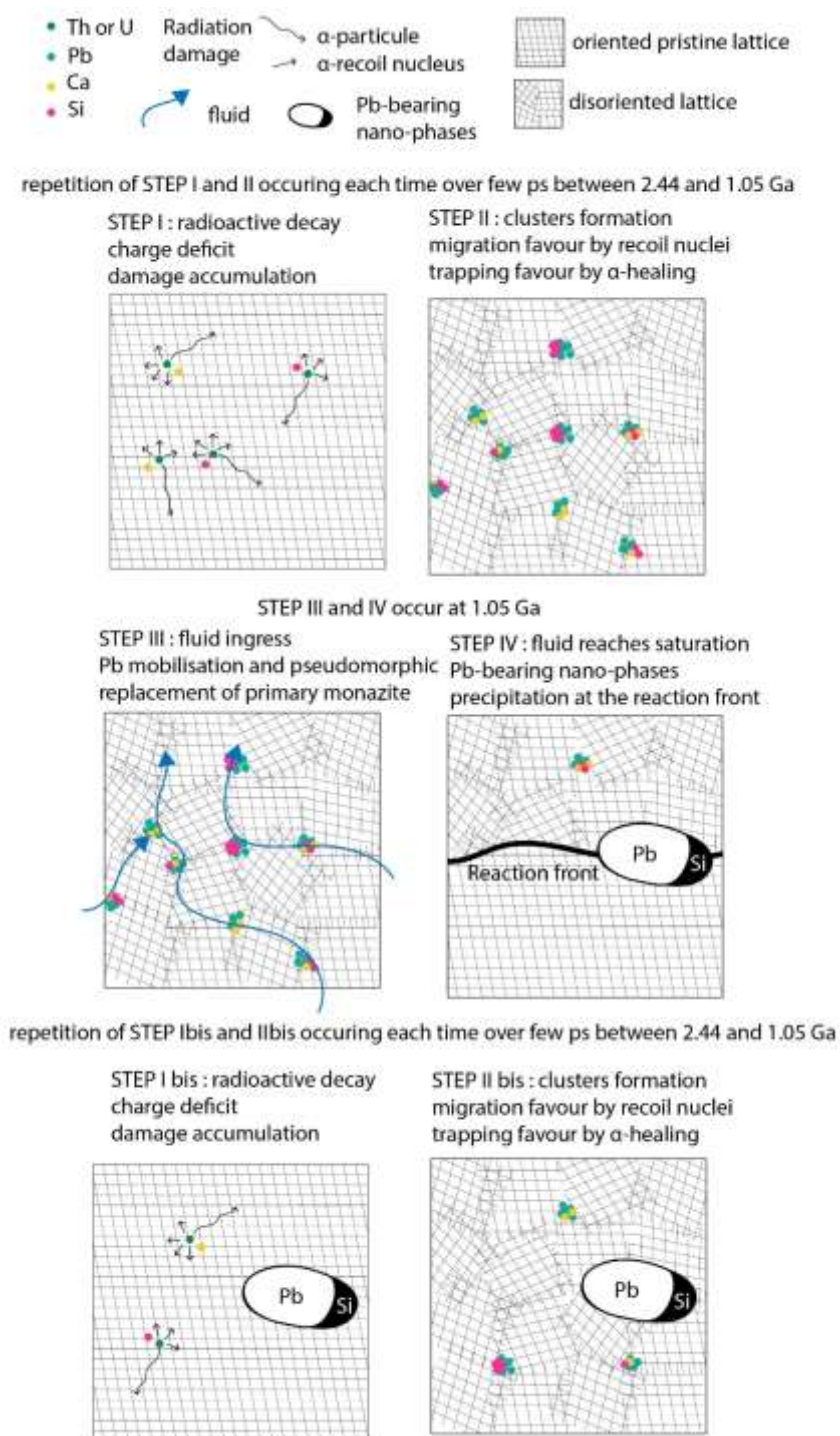 Th or U
Pb
Ca
Si
Radiation
damage
α-particule
α-recoil nucleus
fluid
Pb-bearing
nano-phases
oriented pristine lattice
disoriented lattice
repetition of STEP I and II occuring each time over few ps between 2.44 and 1.05 Ga
STEP I : radioactive decay
charge deficit
damage accumulation
STEP II : clusters formation
migration favour by recoil nuclei
trapping favour by α-healing
STEP III and IV occur at 1.05 Ga
STEP III : fluid ingress
Pb mobilisation and pseudomorphic
replacement of primary monazite
STEP IV : fluid reaches saturation
Pb-bearing nano-phases
precipitation at the reaction front
Reaction front
Pb
Si
repetition of STEP Ibis and IIbis occuring each time over few ps between 2.44 and 1.05 Ga
STEP I bis : radioactive decay
charge deficit
damage accumulation
STEP II bis : clusters formation
migration favour by recoil nuclei
trapping favour by α-healing
Pb
Si
Pb
Si